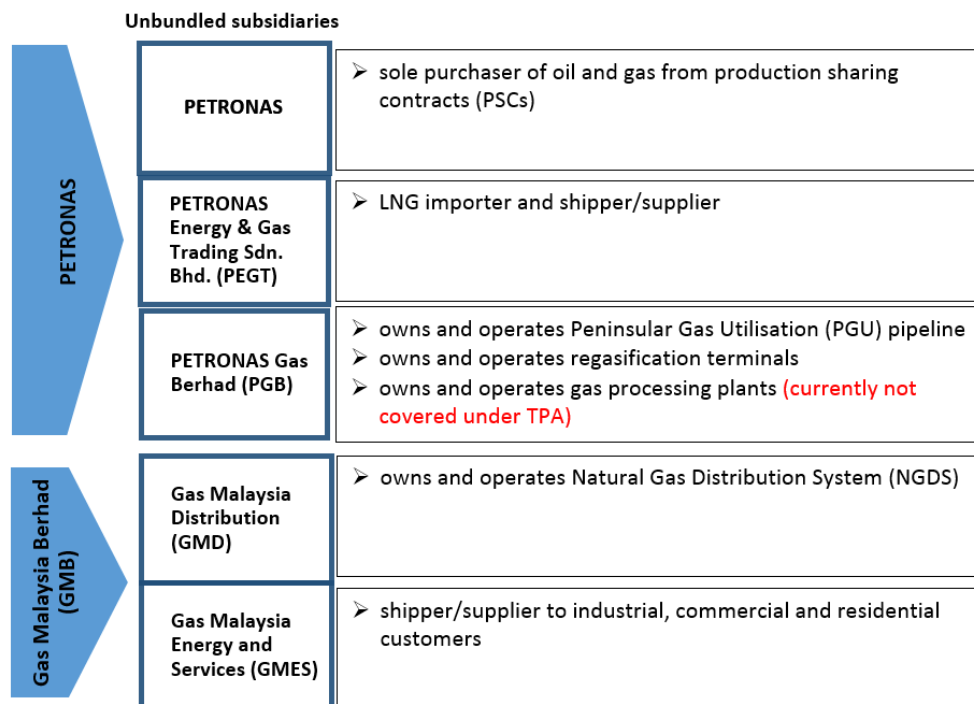 Unbundled subsidiaries
PETRONAS
PETRONAS
➢ sole purchaser of oil and gas from production sharing
contracts (PSCs)
PETRONAS
Energy & Gas
Trading Sdn.
Bhd. (PEGT)
➢ LNG importer and shipper/supplier
PETRONAS Gas
Berhad (PGB)
➢ owns and operates Peninsular Gas Utilisation (PGU) pipeline
➢ owns and operates regasification terminals
➢ owns and operates gas processing plants (currently not
covered under TPA)
Gas Malaysia Berhad
(GMB)
Gas Malaysia
Distribution
(GMD)
➢ owns and operates Natural Gas Distribution System (NGDS)
Gas Malaysia
Energy and
Services (GMES)
➢ shipper/supplier to industrial, commercial and residential
customers